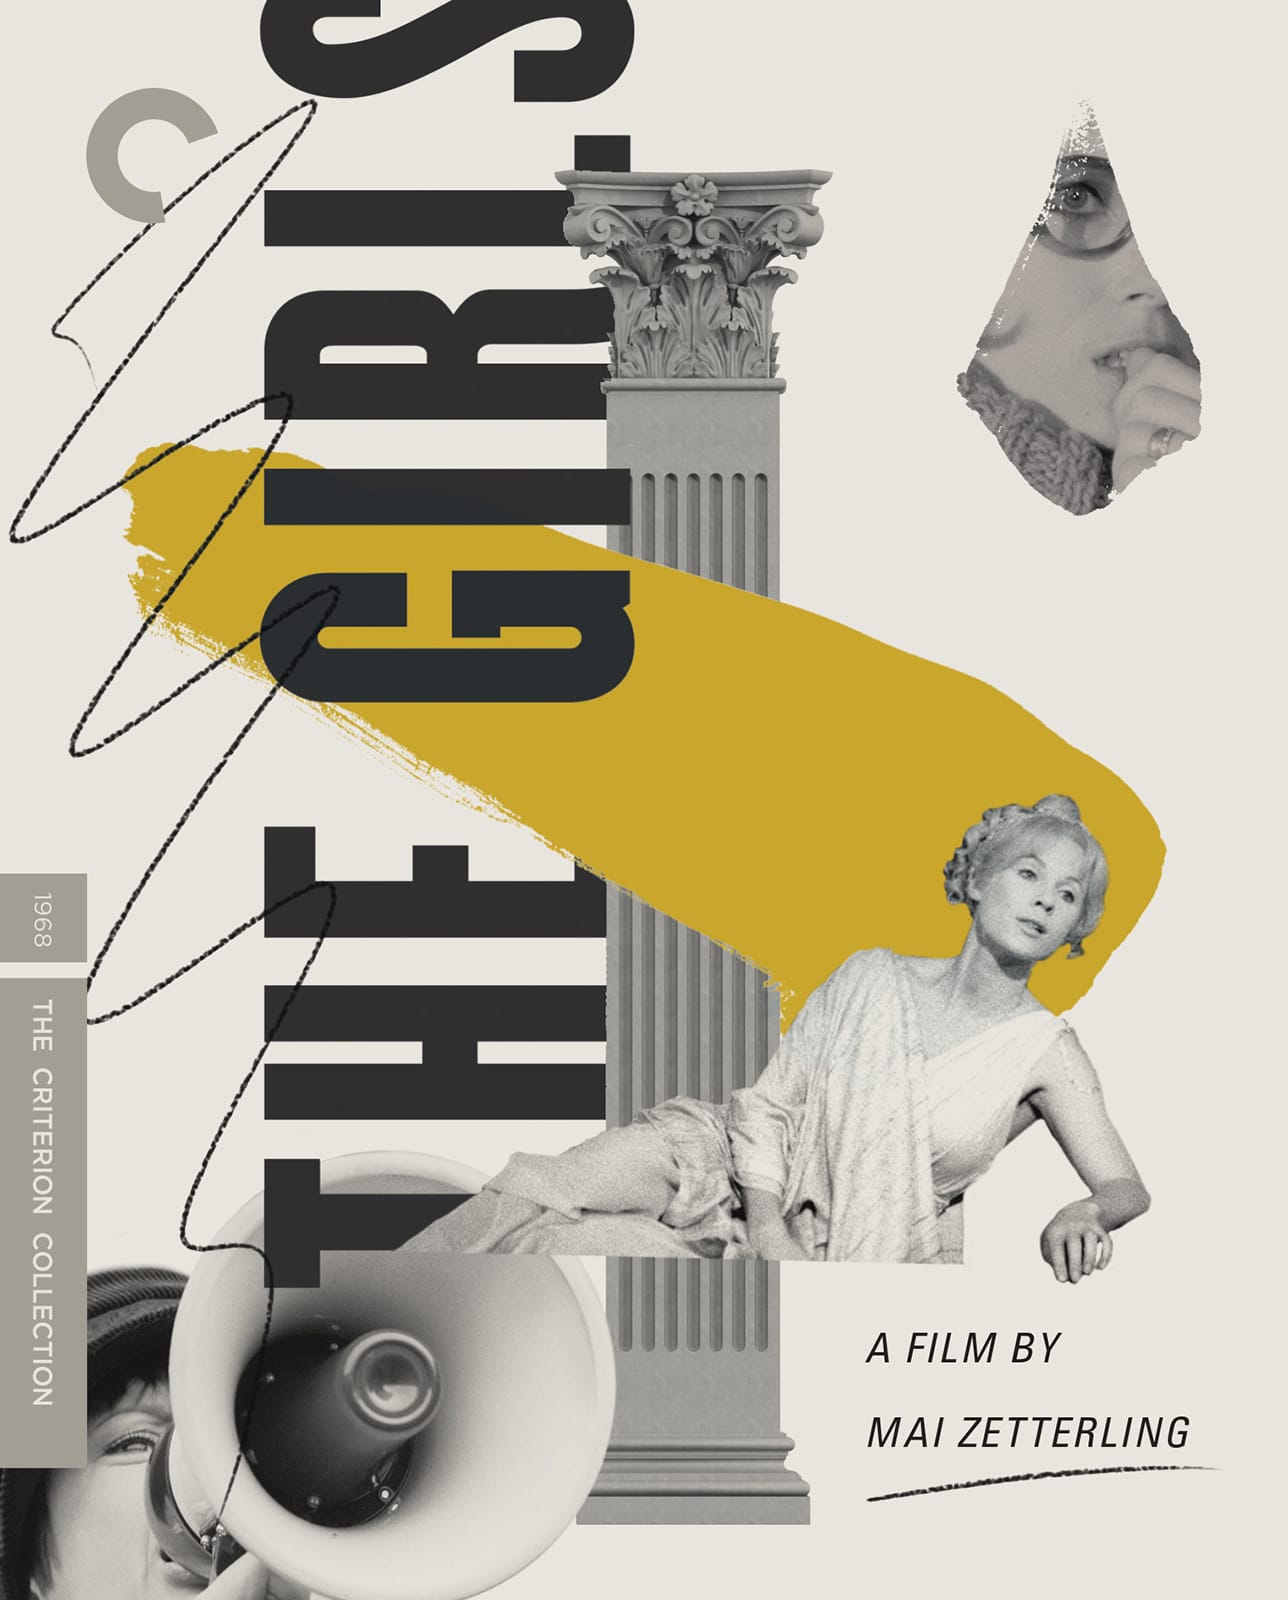 THE GIRLS
1968
THE CRITERION COLLECTION
A FILM BY
MAI ZETTERLING